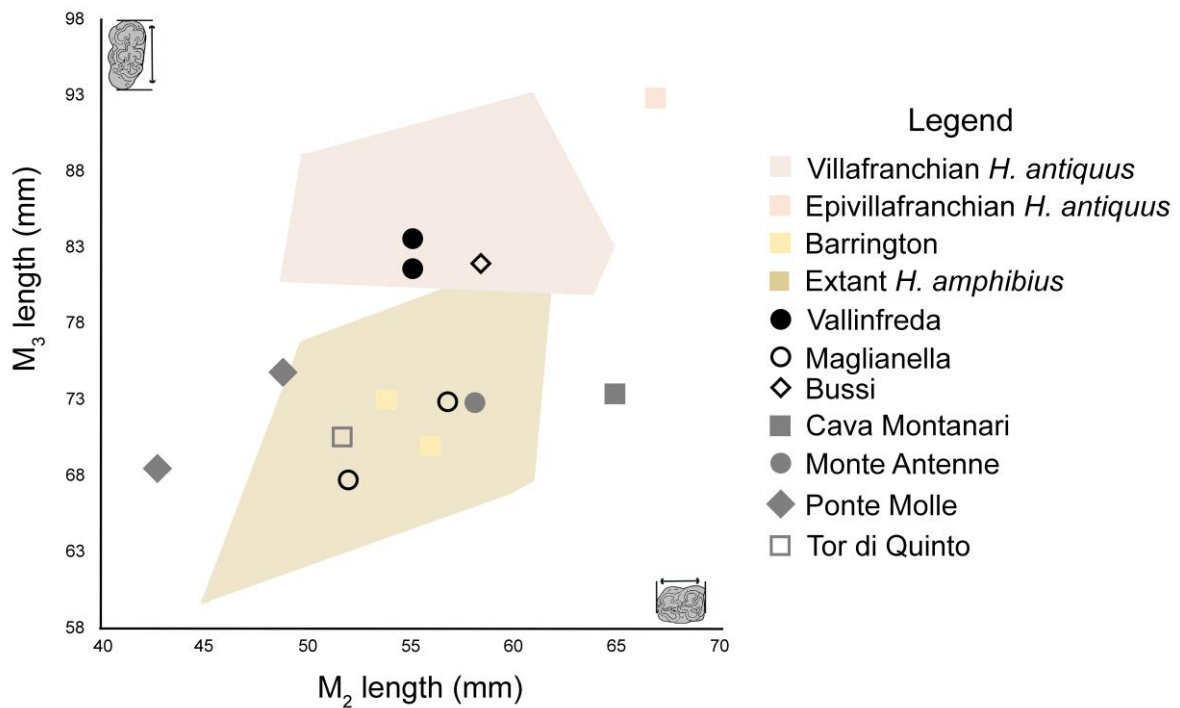 98
93
88
83
78
73
68
63
58
M₃ length (mm)
40 45 50 55 60 65 70
M₂ length (mm)
Legend
Villafranchian H. antiquus
Epivillafranchian H. antiquus
Barrington
Extant H. amphibius
Vallinfreda
Maglianella
Bussi
Cava Montanari
Monte Antenne
Ponte Molle
Tor di Quinto